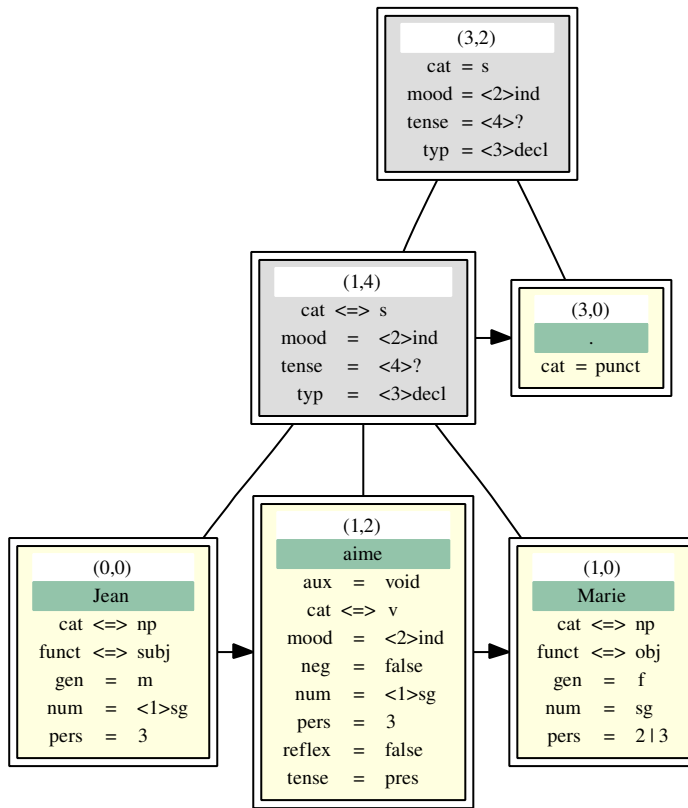 (3,2)
cat = s
mood = <2>ind
tense = <4>?
typ = <3>decl
(1,4)
cat <=> s
mood = <2>ind
tense = <4>?
typ = <3>decl
(3,0)
.
cat = punct
(0,0)
Jean
cat <=> np
funct <=> subj
gen = m
num = <1>sg
pers = 3
(1,2)
aime
aux = void
cat <=> v
mood = <2>ind
neg = false
num = <1>sg
pers = 3
reflex = false
tense = pres
(1,0)
Marie
cat <=> np
funct <=> obj
gen = f
num = sg
pers = 2 | 3